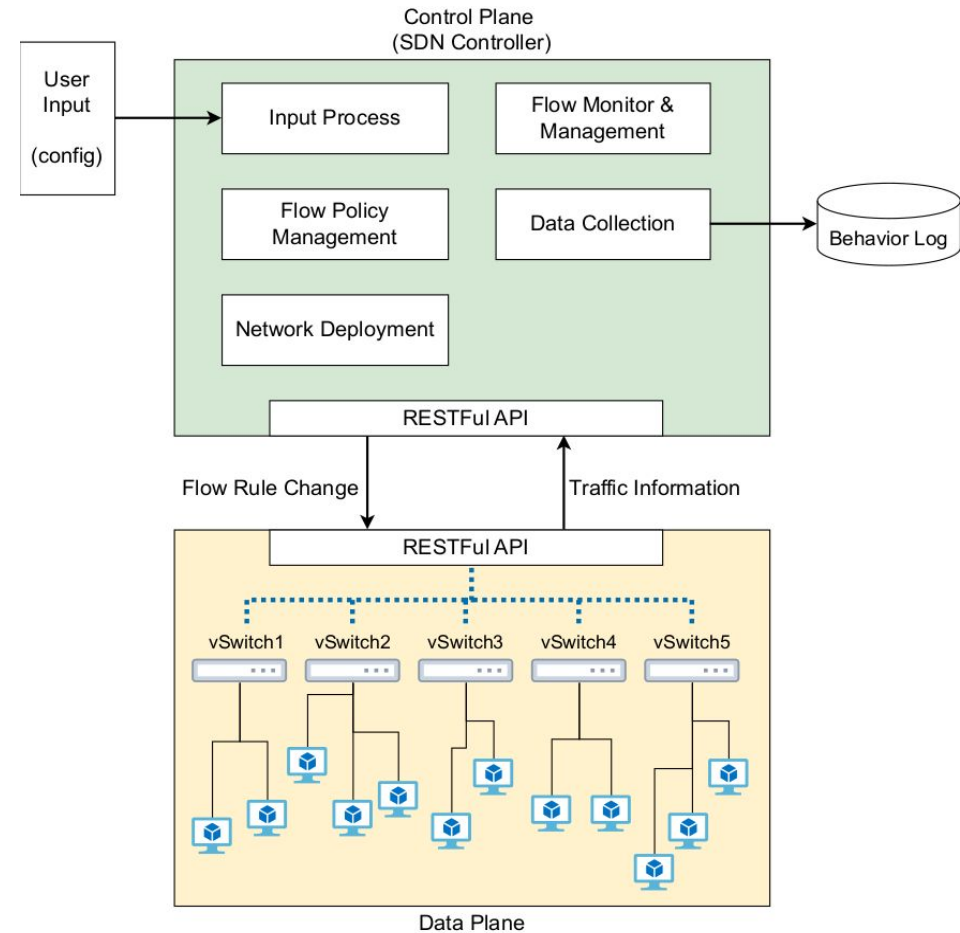 Control Plane
(SDN Controller)
User
Input
(config)
Input Process
Flow Monitor &
Management
Flow Policy
Management
Data Collection
Behavior Log
Network Deployment
RESTFul API
Flow Rule Change
Traffic Information
RESTFul API
vSwitch1
vSwitch2
vSwitch3
vSwitch4
vSwitch5
Data Plane